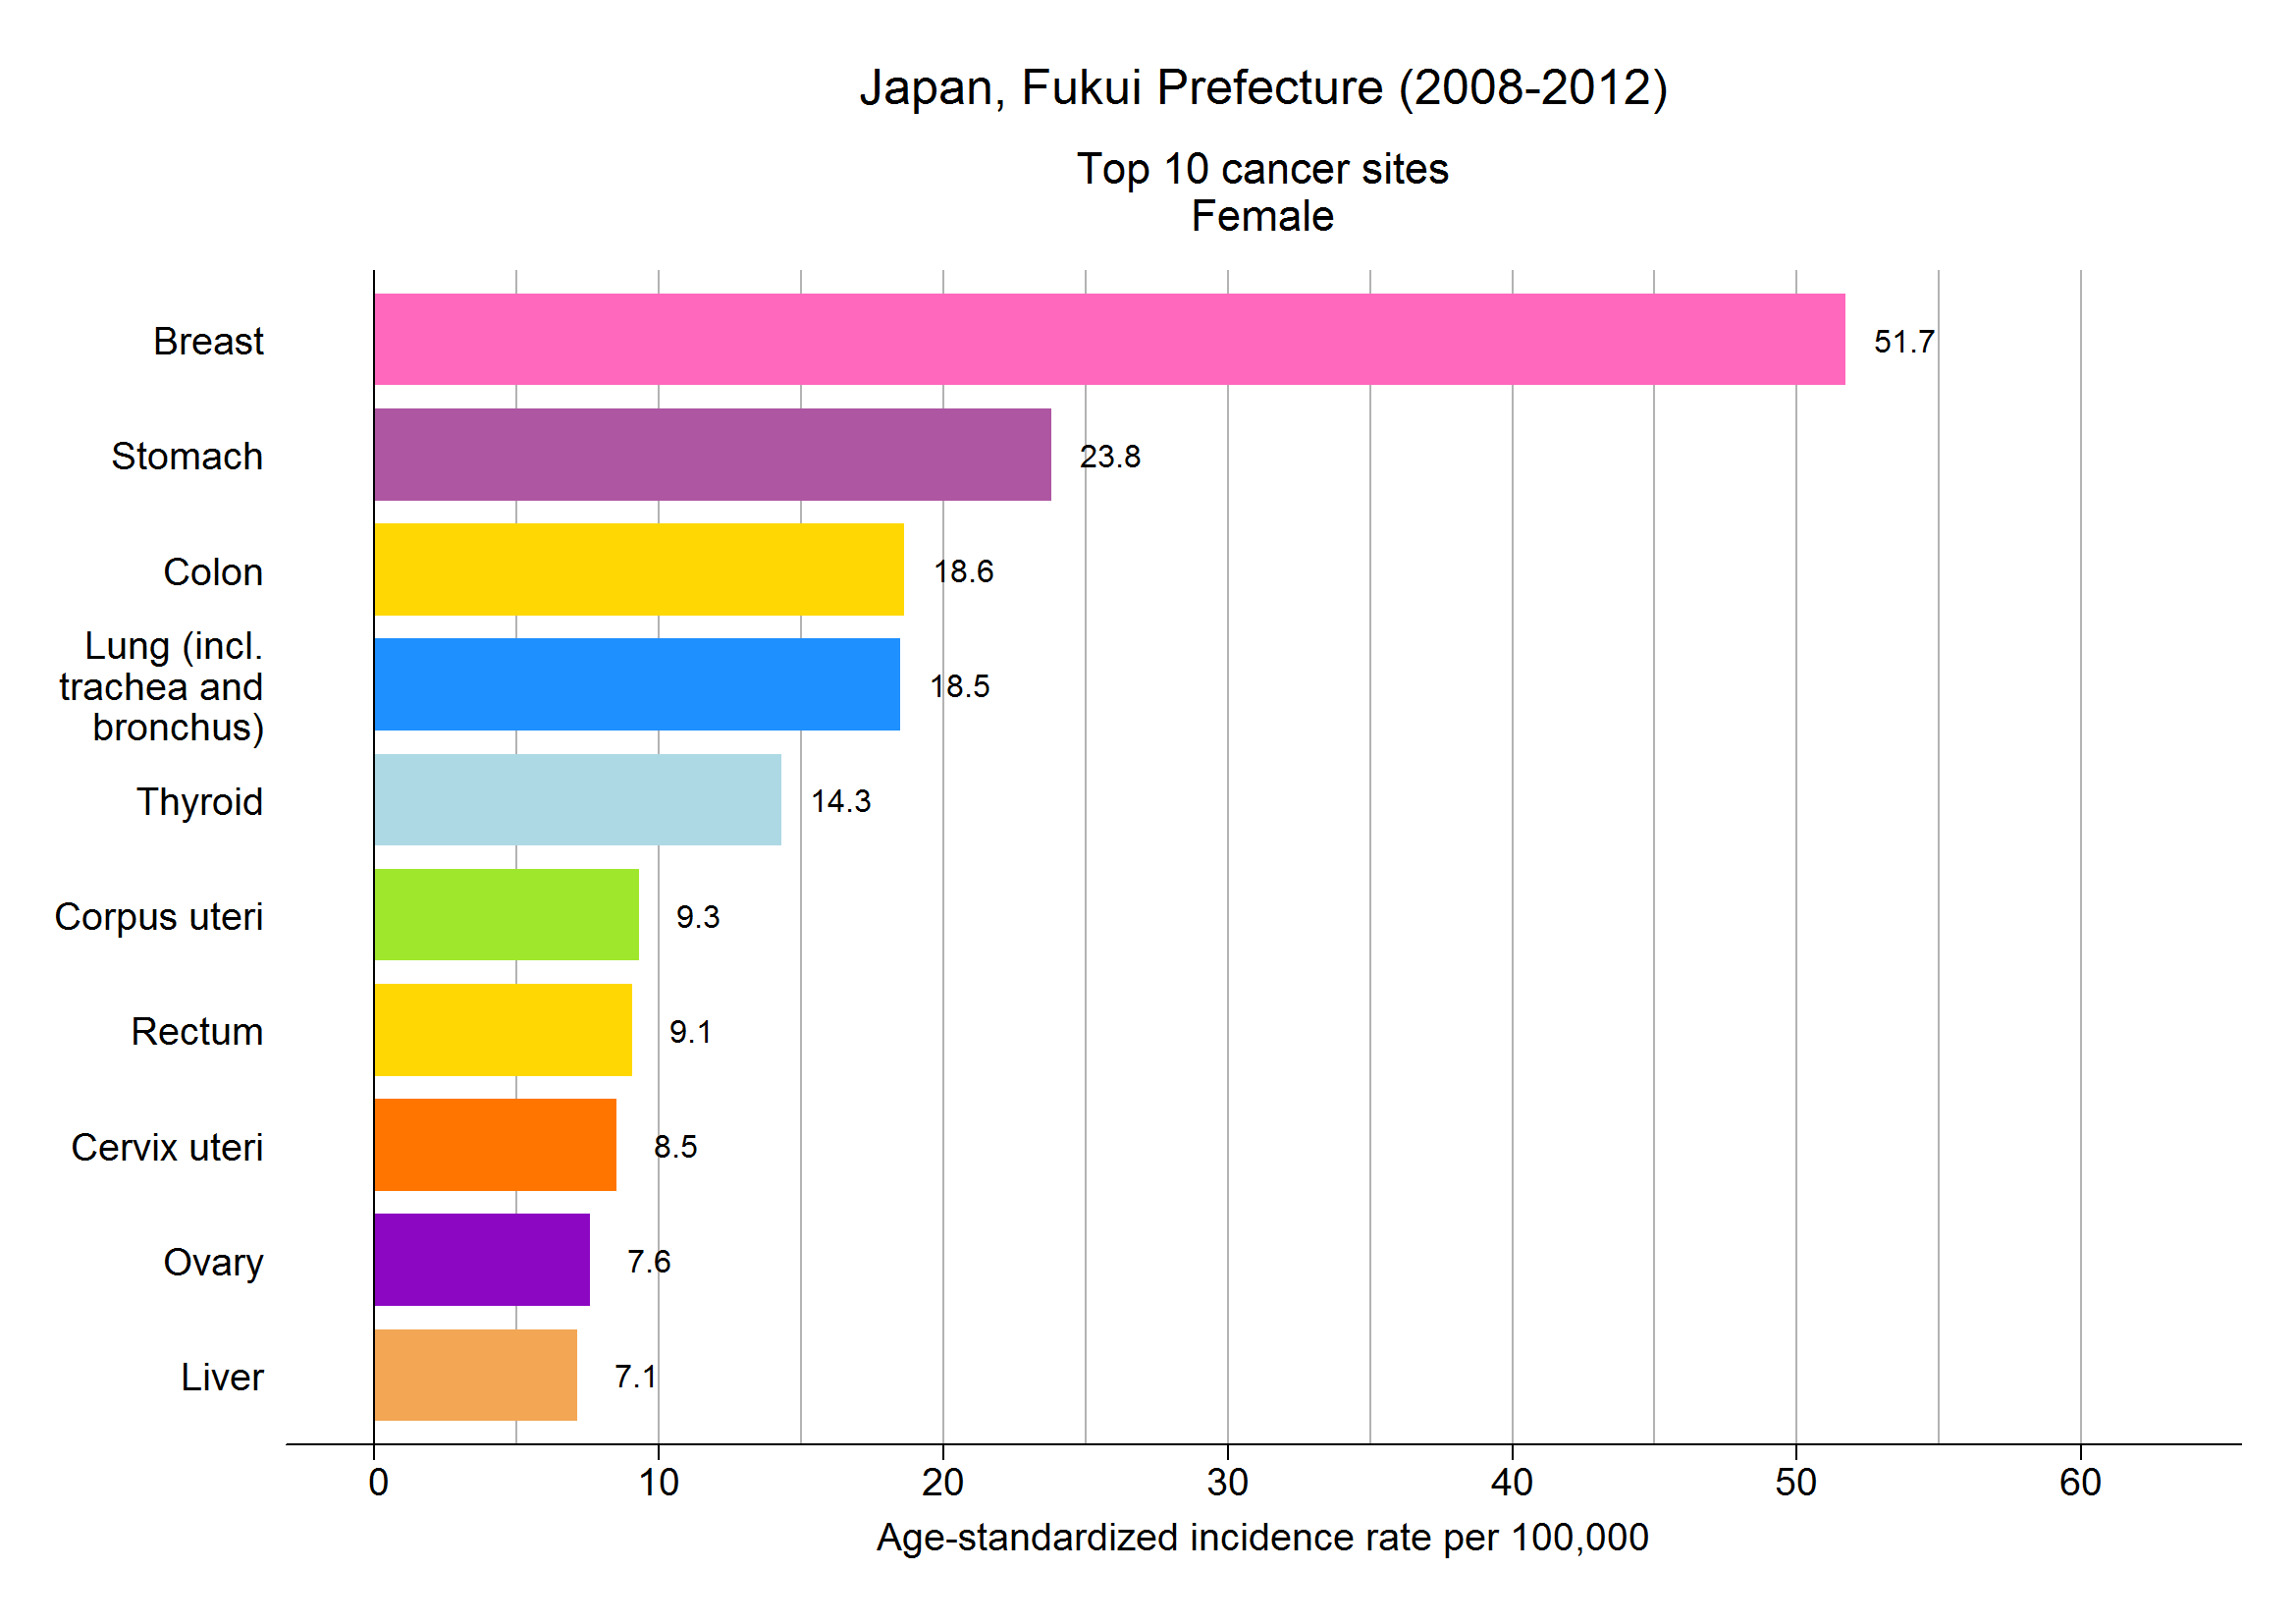 Japan, Fukui Prefecture (2008-2012)
Top 10 cancer sites
Female
Breast
51.7
Stomach
23.8
Colon
18.6
Lung (incl.
trachea and
bronchus)
18.5
Thyroid
14.3
Corpus uteri
9.3
Rectum
9.1
Cervix uteri
8.5
Ovary
7.6
Liver
7.1
0 10 20 30 40 50 60
Age-standardized incidence rate per 100,000